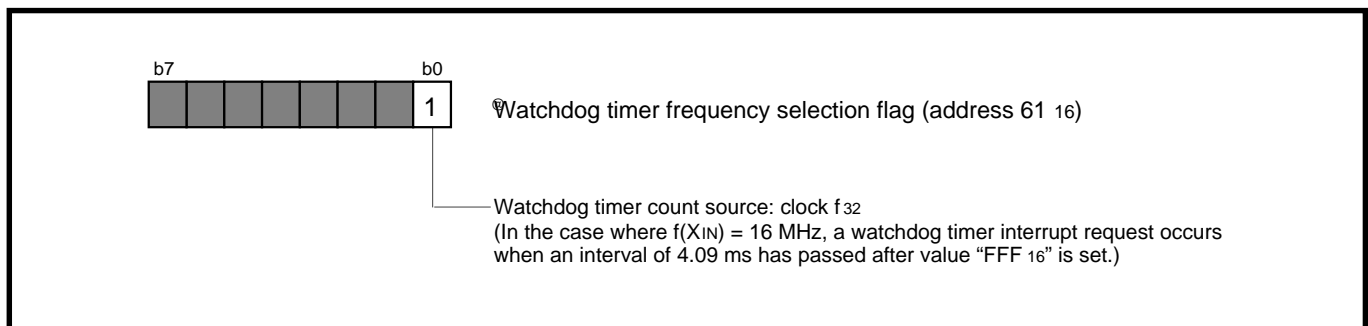 b7 b0
1
Watchdog timer frequency selection flag (address 61 16)
Watchdog timer count source: clock f 32
(In the case where f(XIN) = 16 MHz, a watchdog timer interrupt request occurs
when an interval of 4.09 ms has passed after value “FFF 16” is set.)